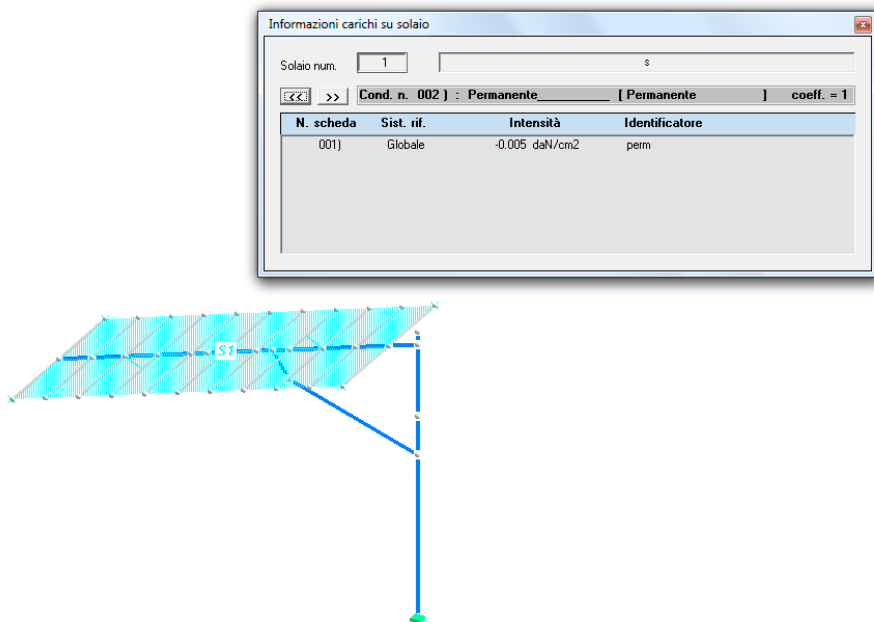 Informazioni carichi su solaio
Solaio num. 1 s
<< >> Cond. n. 002 ) : Permanente__________ [ Permanente ] coeff. = 1
N. scheda Sist. rif. Intensità Identificatore
001) Globale -0.005 daN/cm2 perm
S1